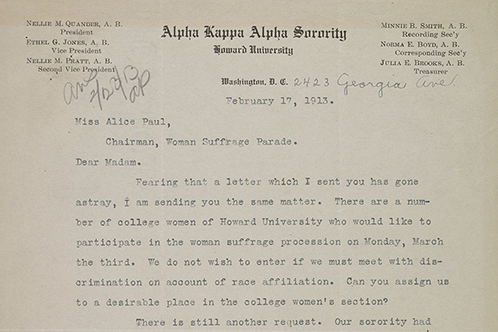 Nellie M. Quander, A. B.
President
Ethel G. Jones, A. B.
Vice President
Nellie M. Pratt, A. B.
Second Vice President
Alpha Kappa Alpha Sorority
Howard University
Minnie B. Smith, A. B.
Recording Sec'y
Norma E. Boyd, A. B.
Corresponding Sec'y
Julia E. Brooks, A. B.
Treasurer
Washington, D. C. 2423 Georgia Ave.
February 17, 1913.
Miss Alice Paul,
Chairman, Woman Suffrage Parade.
Dear Madam.
Fearing that a letter which I sent you has gone
astray, I am sending you the same matter. There are a num-
ber of college women of Howard University who would like to
participate in the woman suffrage procession on Monday, March
the third. We do not wish to enter if we must meet with dis-
crimination on account of race affiliation. Can you assign us
to a desirable place in the college women's section?
There is still another request. Our sorority had